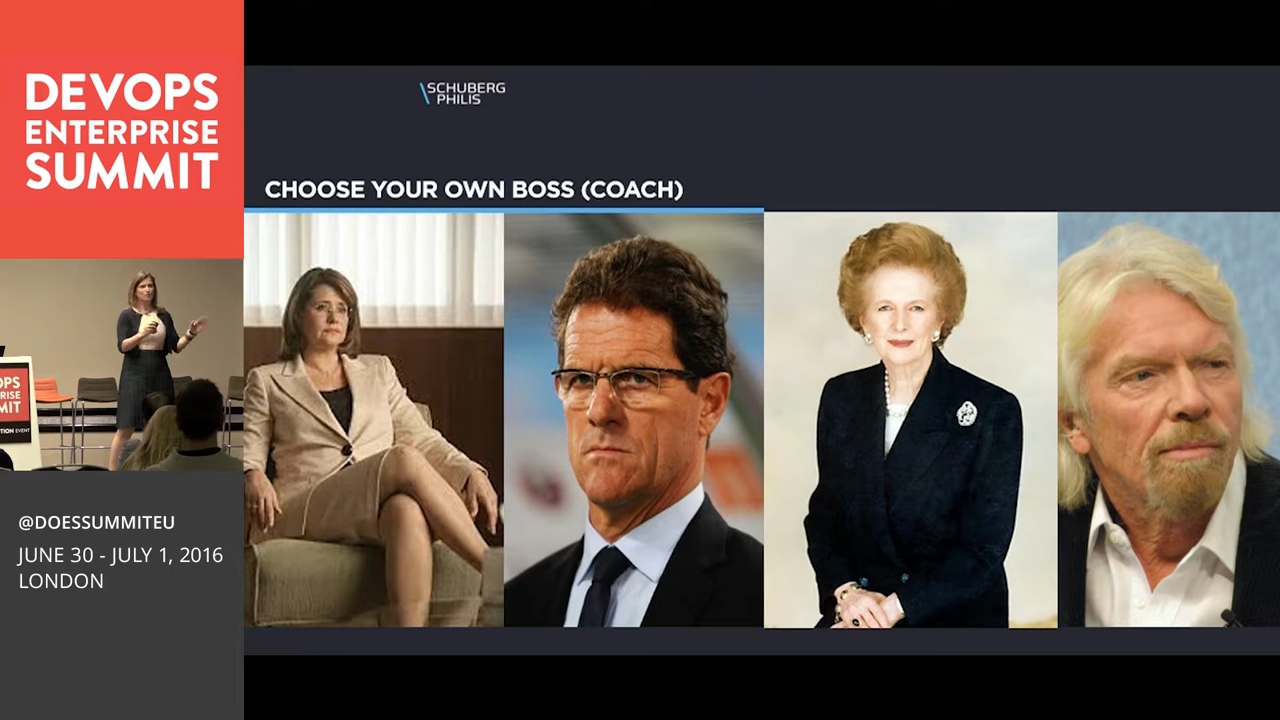 DEVOPS
ENTERPRISE
SUMMIT
\SCHUBERG
PHILIS
CHOOSE YOUR OWN BOSS (COACH)
@DOESSUMMITEU
JUNE 30 - JULY 1, 2016
LONDON